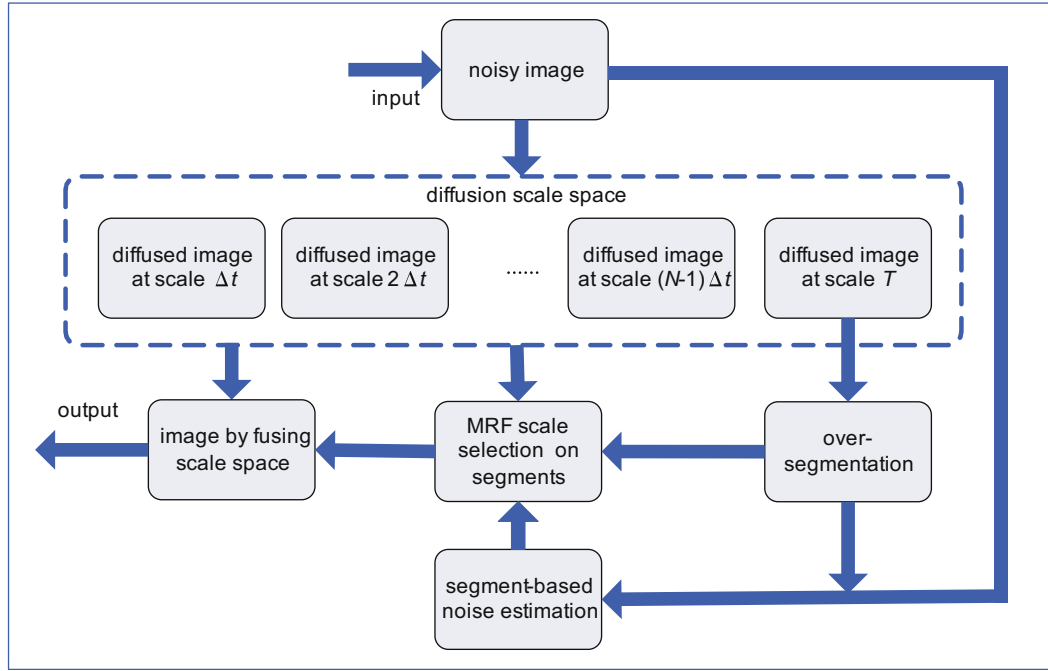 noisy image
input
diffusion scale space
diffused image
at scale Δt
diffused image
at scale 2 Δt
......
diffused image
at scale (N-1) Δt
diffused image
at scale T
output
image by fusing
scale space
MRF scale
selection on
segments
over-
segmentation
segment-based
noise estimation